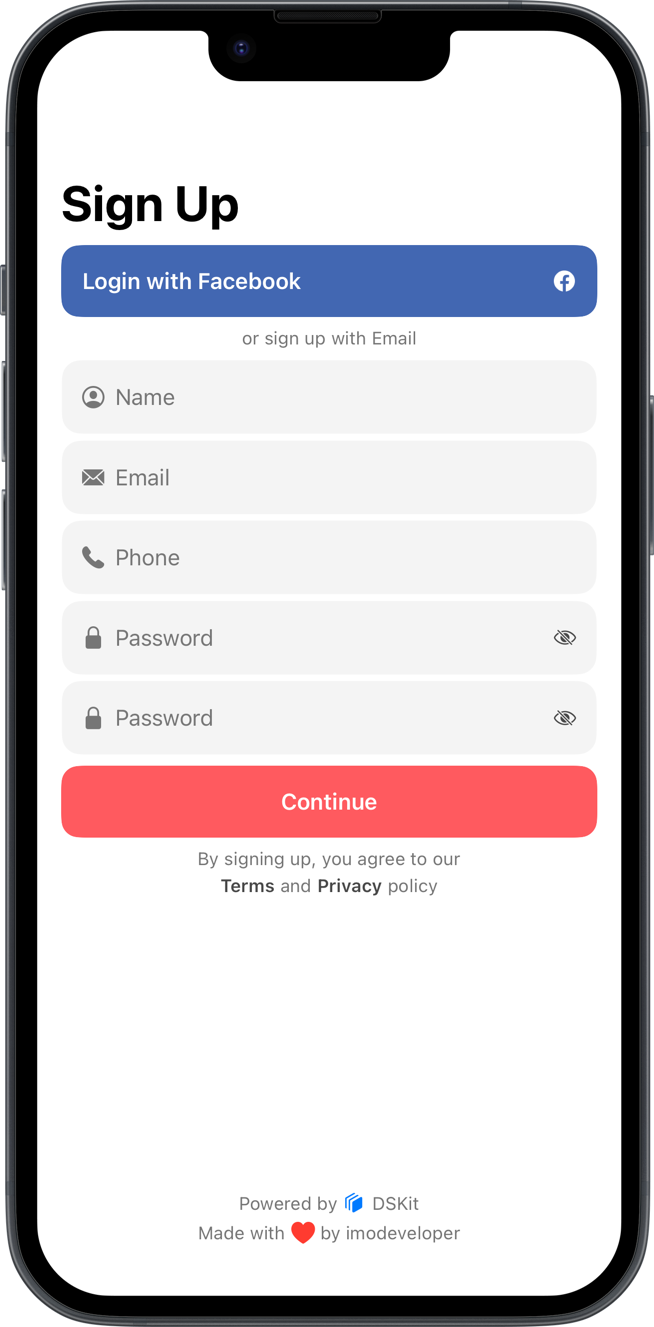 Sign Up
Login with Facebook
or sign up with Email
Name
Email
Phone
Password
Password
Continue
By signing up, you agree to our
Terms and Privacy policy
Powered by DSKit
Made with ❤️ by imodeveloper